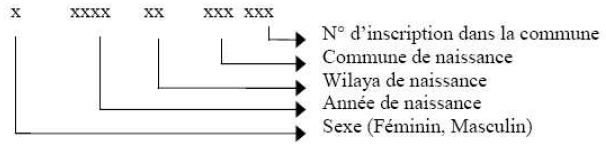 x xxxx xx xxx xxx
N° d’inscription dans la commune
Commune de naissance
Wilaya de naissance
Année de naissance
Sexe (Féminin, Masculin)